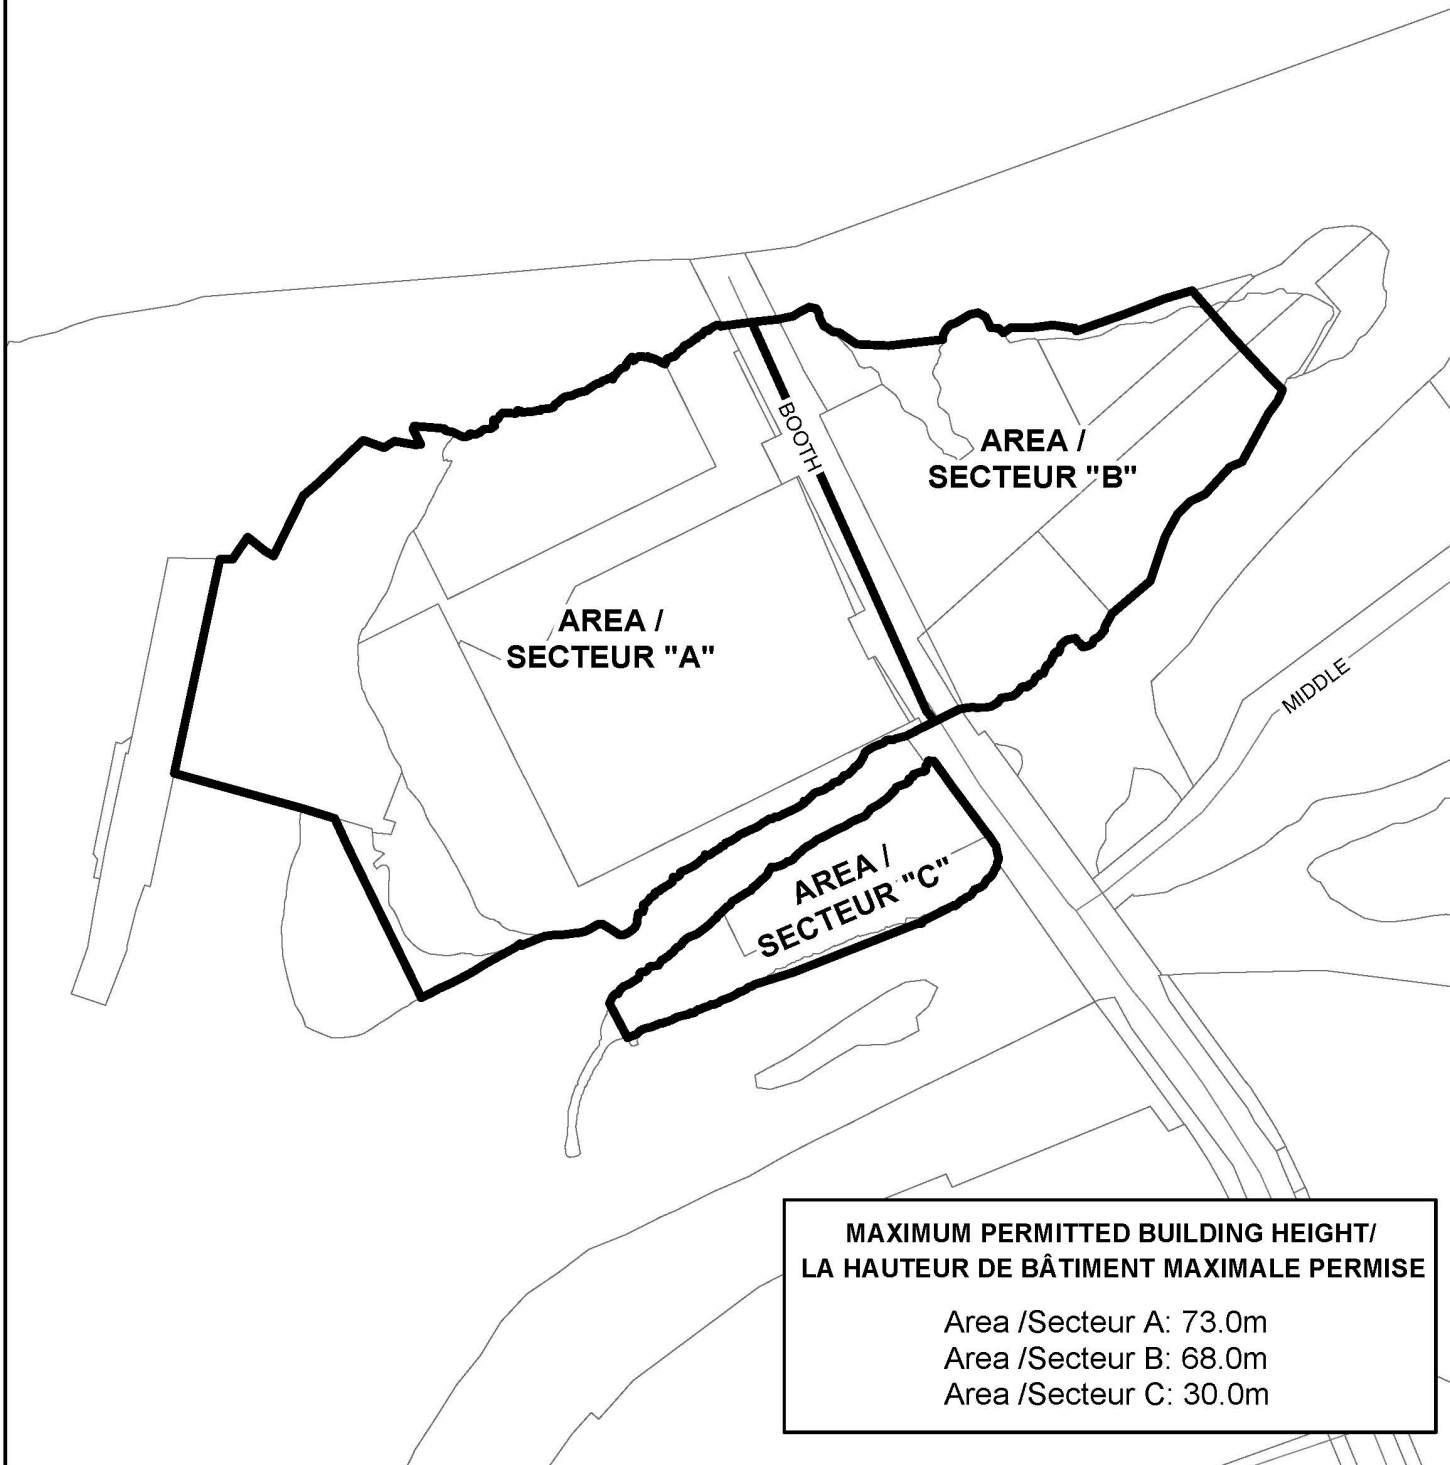 BOOTH
AREA /
SECTEUR "B"
AREA /
SECTEUR "A"
MIDDLE
AREA /
SECTEUR "C"
MAXIMUM PERMITTED BUILDING HEIGHT/
LA HAUTEUR DE BÂTIMENT MAXIMALE PERMISE
Area /Secteur A: 73.0m
Area /Secteur B: 68.0m
Area /Secteur C: 30.0m